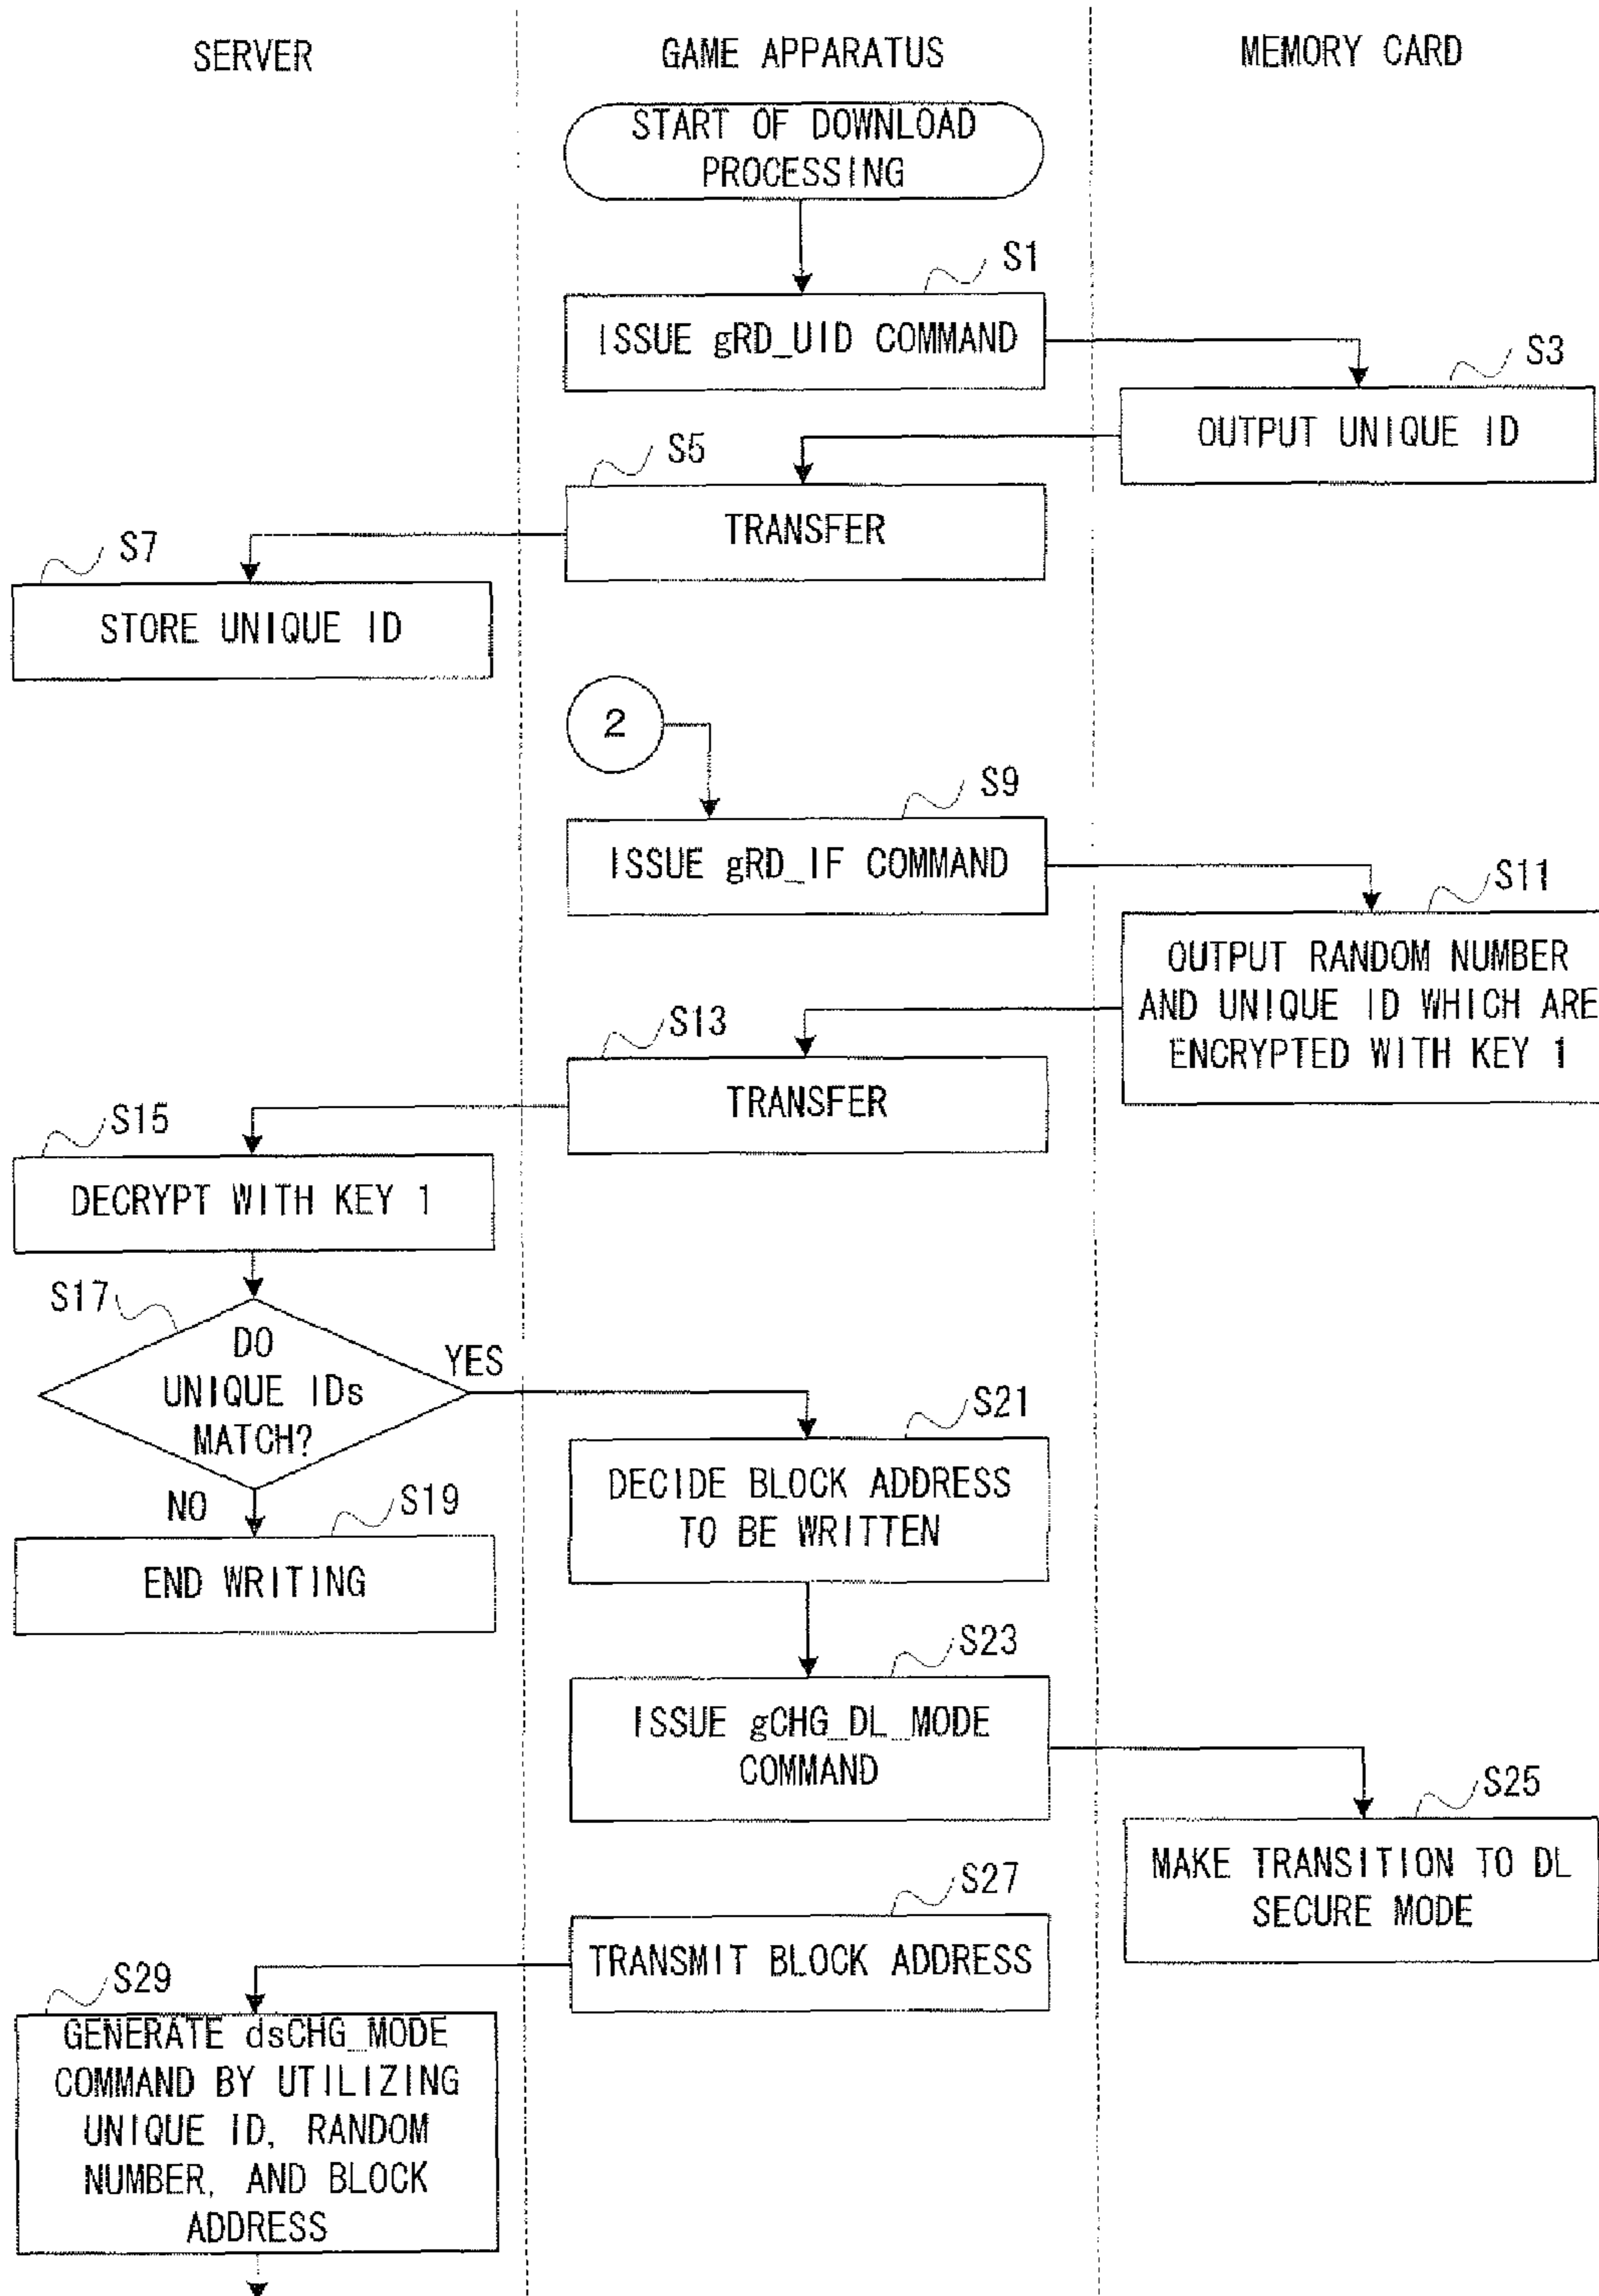 SERVER
GAME APPARATUS
MEMORY CARD
START OF DOWNLOAD
PROCESSING
S1
ISSUE gRD_UID COMMAND
S3
OUTPUT UNIQUE ID
S5
TRANSFER
S7
STORE UNIQUE ID
2
S9
ISSUE gRD_IF COMMAND
S11
OUTPUT RANDOM NUMBER
AND UNIQUE ID WHICH ARE
ENCRYPTED WITH KEY 1
S13
TRANSFER
S15
DECRYPT WITH KEY 1
S17
DO
UNIQUE IDs
MATCH?
YES
NO
S19
END WRITING
S21
DECIDE BLOCK ADDRESS
TO BE WRITTEN
S23
ISSUE gCHG_DL_MODE
COMMAND
S25
MAKE TRANSITION TO DL
SECURE MODE
S27
TRANSMIT BLOCK ADDRESS
S29
GENERATE dsCHG_MODE
COMMAND BY UTILIZING
UNIQUE ID, RANDOM
NUMBER, AND BLOCK
ADDRESS